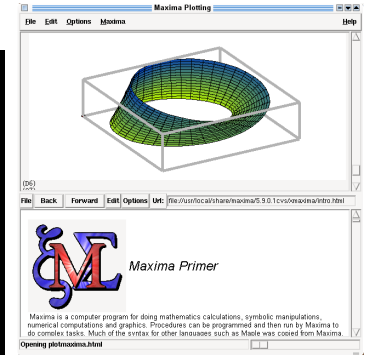 Maxima Plotting
File Edit Options Maxima Help
(D6)
File Back Forward Edit Options Url: file://usr/local/share/maxima/5.9.0.1cvs/xmaxima/intro.html
M
Maxima Primer
Maxima is a computer program for doing mathematics calculations, symbolic manipulations,
numerical computations and graphics. Procedures can be programmed and then run by Maxima to
do complex tasks. Much of the syntax for other languages such as Maple was copied from Maxima.
Opening plotmaxima.html